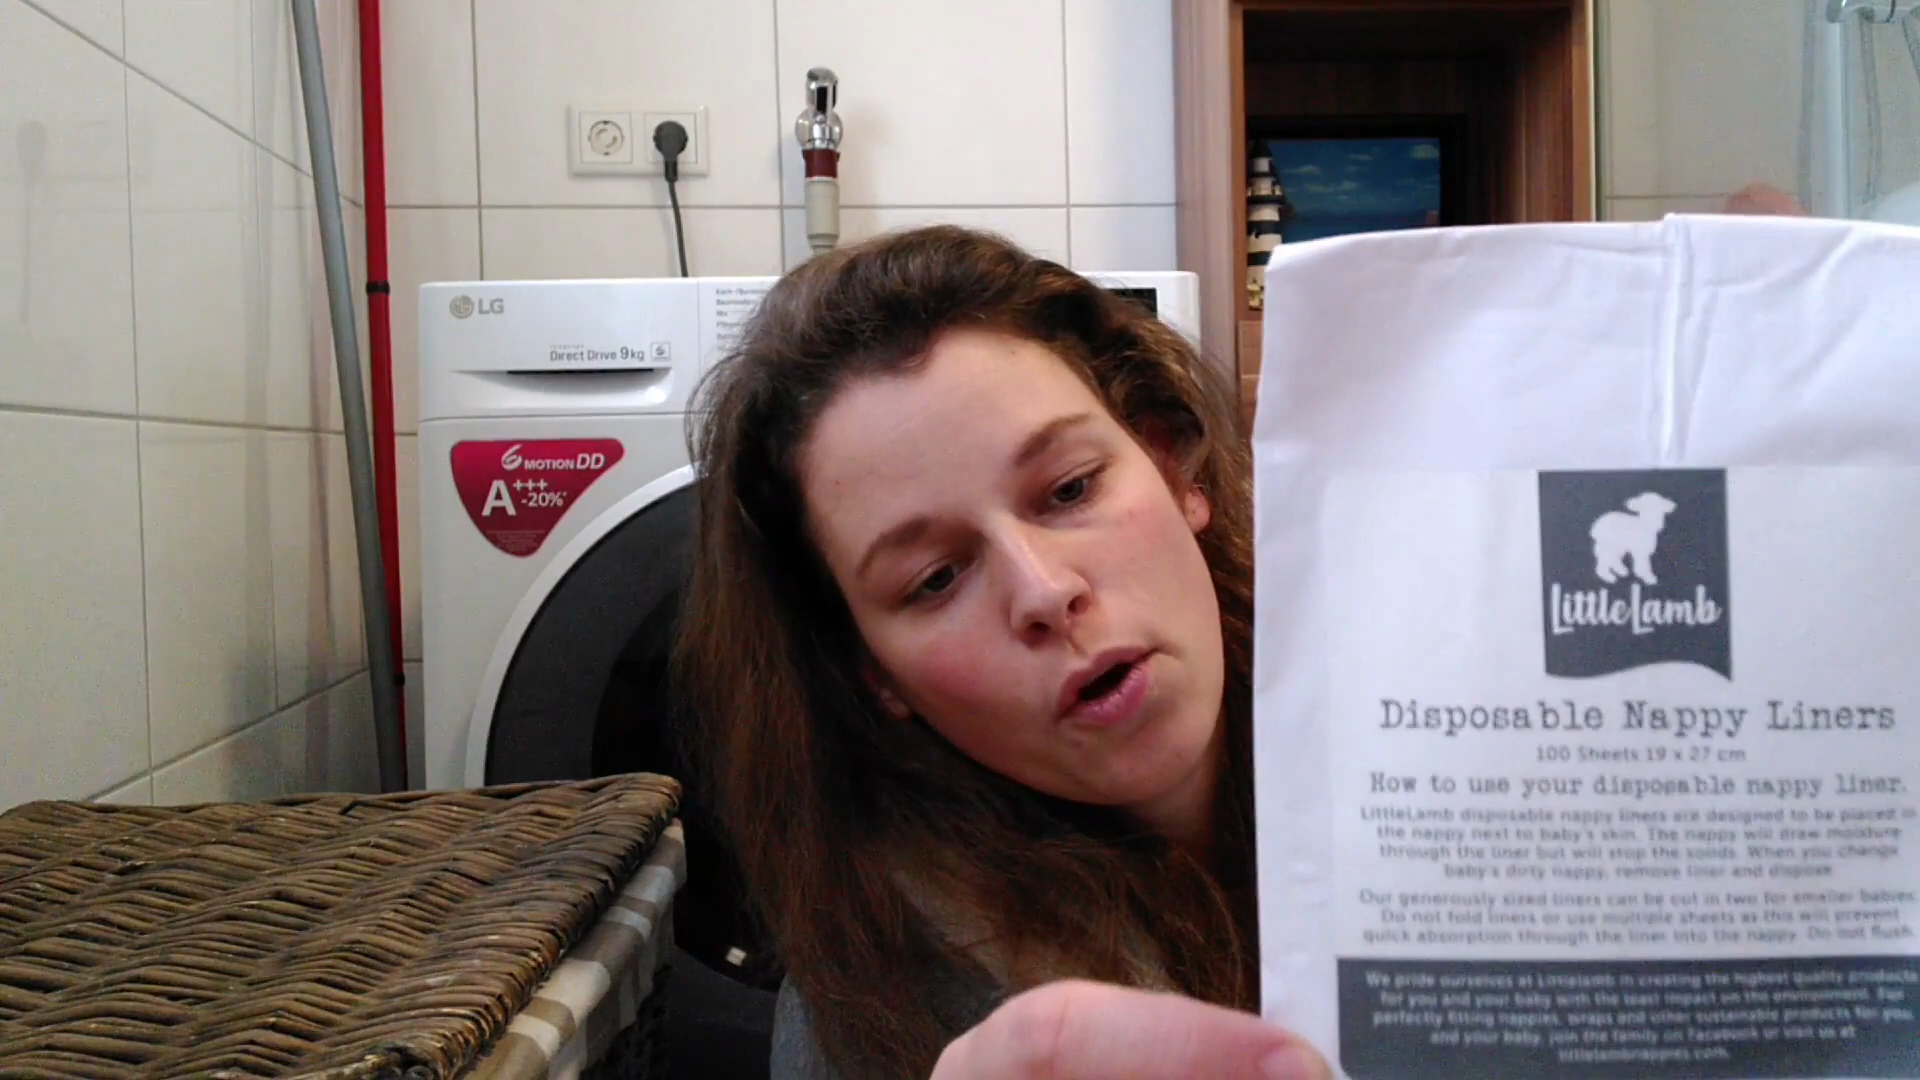 LG
Direct Drive 9kg
6 MOTION DD
A+++
-20%*
LittleLamb
Disposable Nappy Liners
100 Sheets 19 x 27 cm
How to use your disposable nappy liner.
LittleLamb disposable nappy liners are designed to be placed in
the nappy next to baby's skin. The nappy will draw moisture
through the liner but will stop the solids. When you change
baby's dirty nappy, remove liner and dispose
Our generously sized liners can be cut in two for smaller babies.
Do not fold liners or use multiple sheets as this will prevent
quick absorption through the liner into the nappy. Do not flush.
We pride ourselves at Littlelamb in creating the highest quality products
for you and your baby with the least impact on the environment. For
perfectly fitting nappies, wraps and other sustainable products for you
and your baby, join the family on Facebook or visit us at
littlelambnappies.com